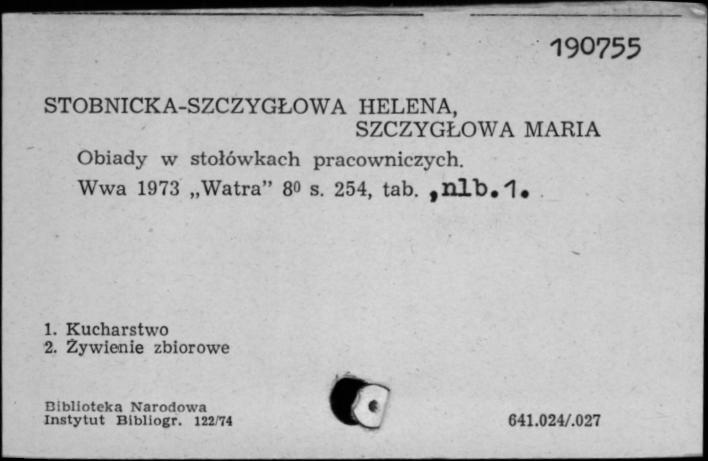 190755
STOBNICKA-SZCZYGŁOWA HELENA,
SZCZYGŁOWA MARIA
Obiady w stołówkach pracowniczych.
Wwa 1973 „Watra” 8⁰ s. 254, tab. ,nlb.1.
1. Kucharstwo
2. Żywienie zbiorowe
Biblioteka Narodowa
Instytut Bibliogr. 122/74
641.024/.027